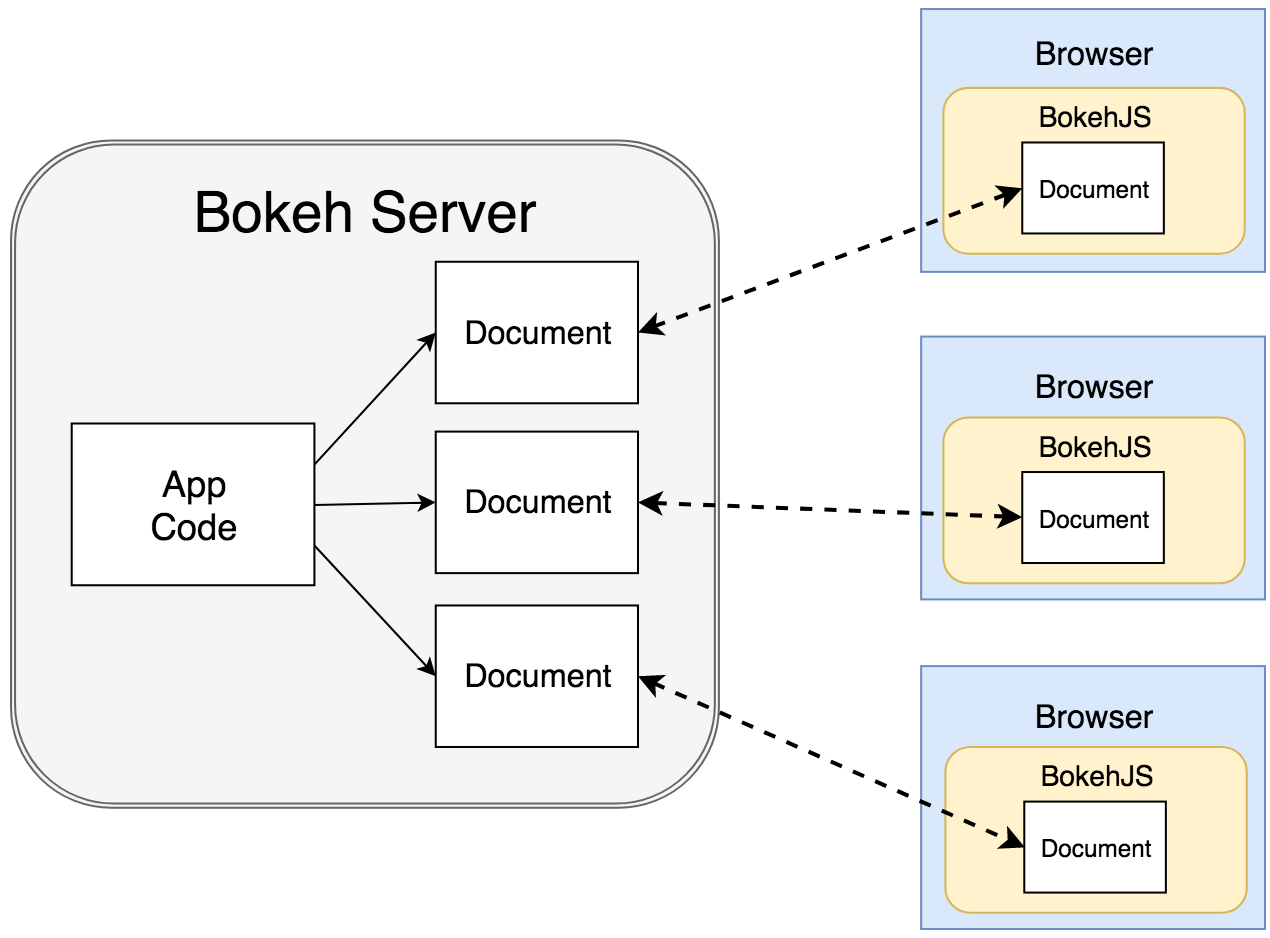 Bokeh Server
App
Code
Document
Document
Document
Browser
BokehJS
Document
Browser
BokehJS
Document
Browser
BokehJS
Document